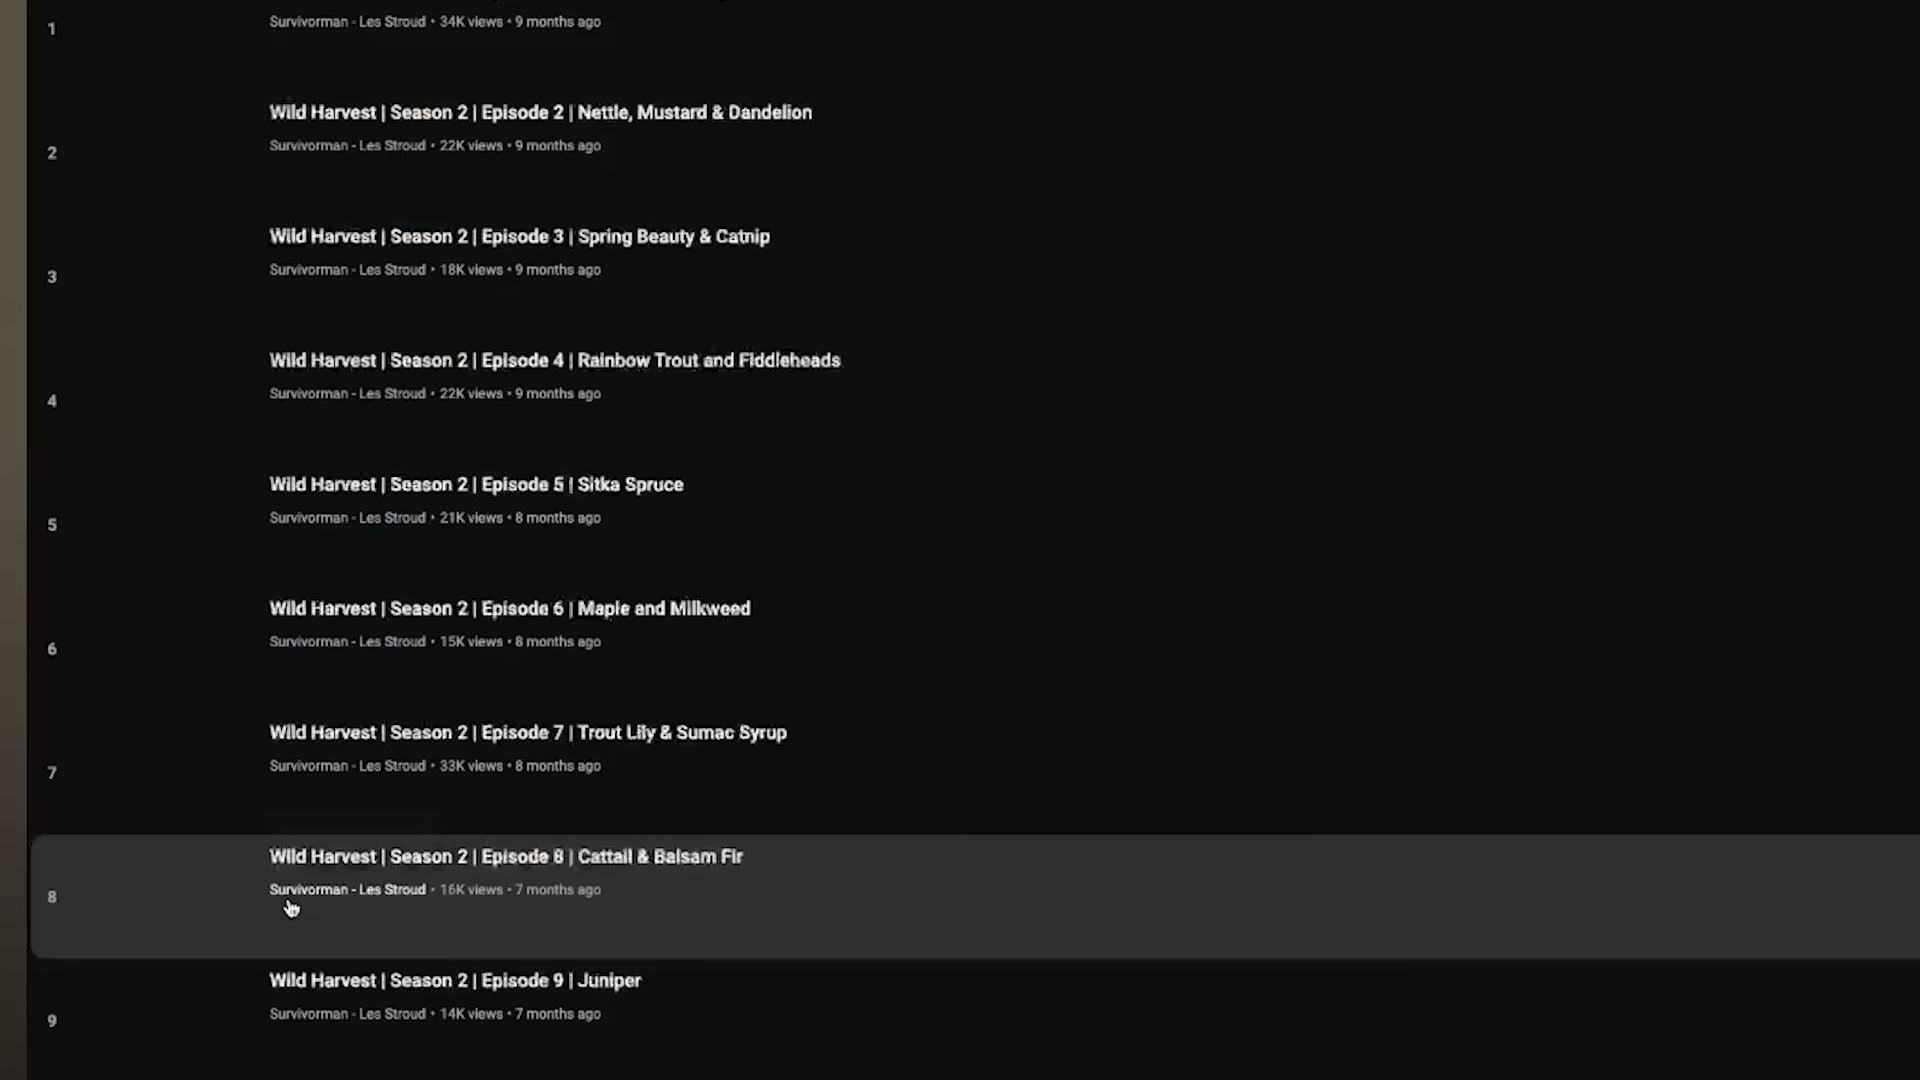 1
Survivorman - Les Stroud • 34K views • 9 months ago
Wild Harvest | Season 2 | Episode 2 | Nettle, Mustard & Dandelion
2
Survivorman - Les Stroud • 22K views • 9 months ago
Wild Harvest | Season 2 | Episode 3 | Spring Beauty & Catnip
3
Survivorman - Les Stroud • 18K views • 9 months ago
Wild Harvest | Season 2 | Episode 4 | Rainbow Trout and Fiddleheads
4
Survivorman - Les Stroud • 22K views • 9 months ago
Wild Harvest | Season 2 | Episode 5 | Sitka Spruce
5
Survivorman - Les Stroud • 21K views • 8 months ago
Wild Harvest | Season 2 | Episode 6 | Maple and Milkweed
6
Survivorman - Les Stroud • 15K views • 8 months ago
Wild Harvest | Season 2 | Episode 7 | Trout Lily & Sumac Syrup
7
Survivorman - Les Stroud • 33K views • 8 months ago
Wild Harvest | Season 2 | Episode 8 | Cattail & Balsam Fir
8
Survivorman - Les Stroud • 16K views • 7 months ago
Wild Harvest | Season 2 | Episode 9 | Juniper
9
Survivorman - Les Stroud • 14K views • 7 months ago